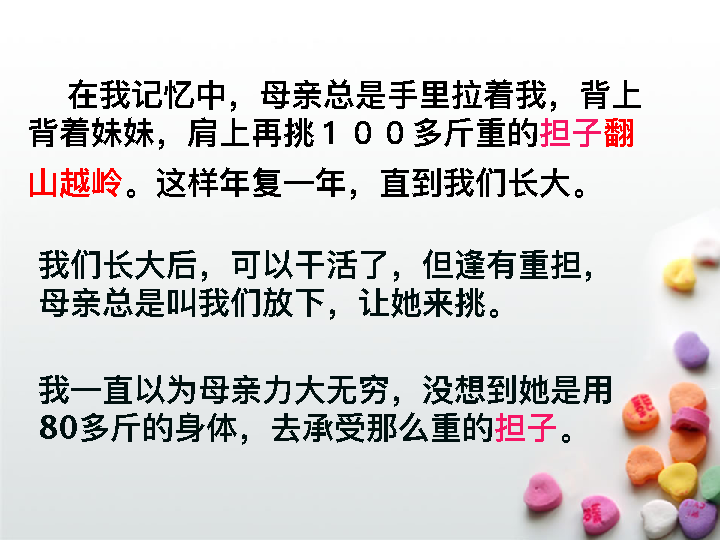 在我记忆中，母亲总是手里拉着我，背上
背着妹妹，肩上再挑１００多斤重的担子翻
山越岭。这样年复一年，直到我们长大。
我们长大后，可以干活了，但逢有重担，
母亲总是叫我们放下，让她来挑。
我一直以为母亲力大无穷，没想到她是用
80多斤的身体，去承受那么重的担子。